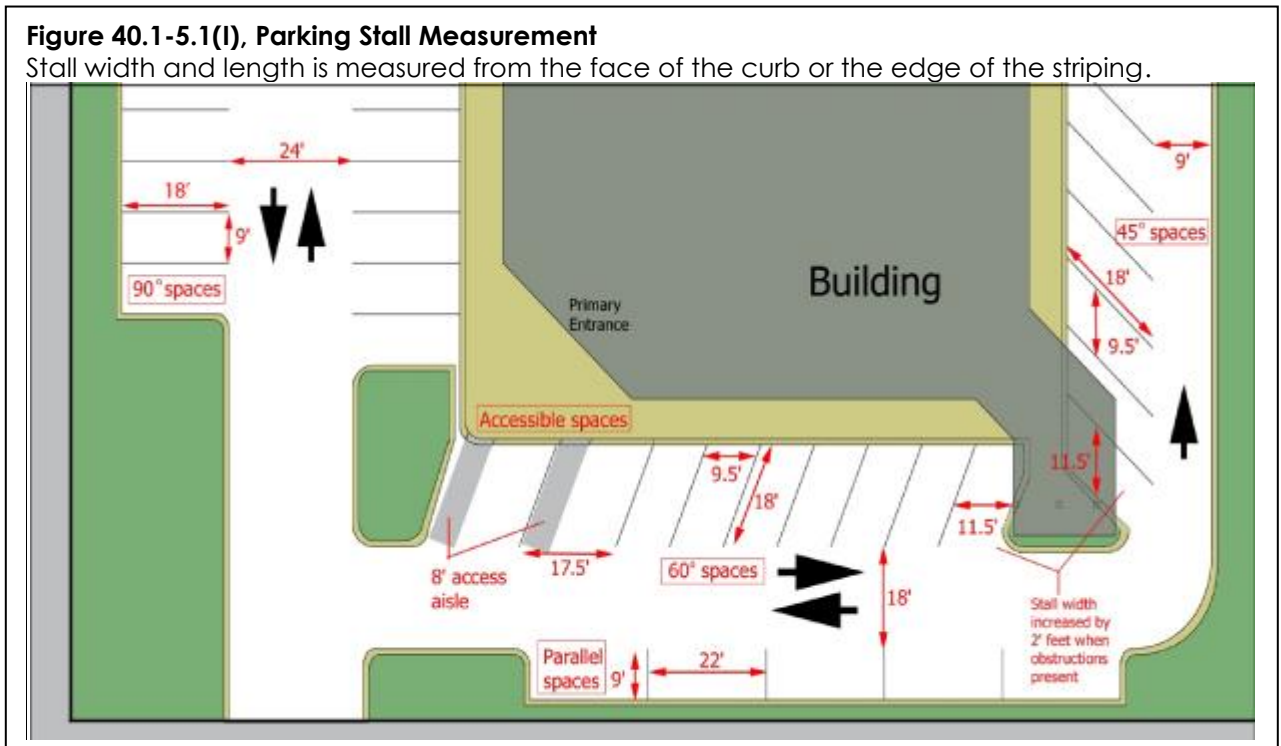 Figure 40.1-5.1(I), Parking Stall Measurement
Stall width and length is measured from the face of the curb or the edge of the striping.
24'
18'
9'
90° spaces
Primary
Entrance
Building
9'
45° spaces
18'
9.5'
11.5'
Accessible spaces
9.5'
18'
11.5'
8' access
aisle
17.5'
60° spaces
18'
Stall width
increased by
2' feet when
obstructions
present
Parallel
spaces
9'
22'